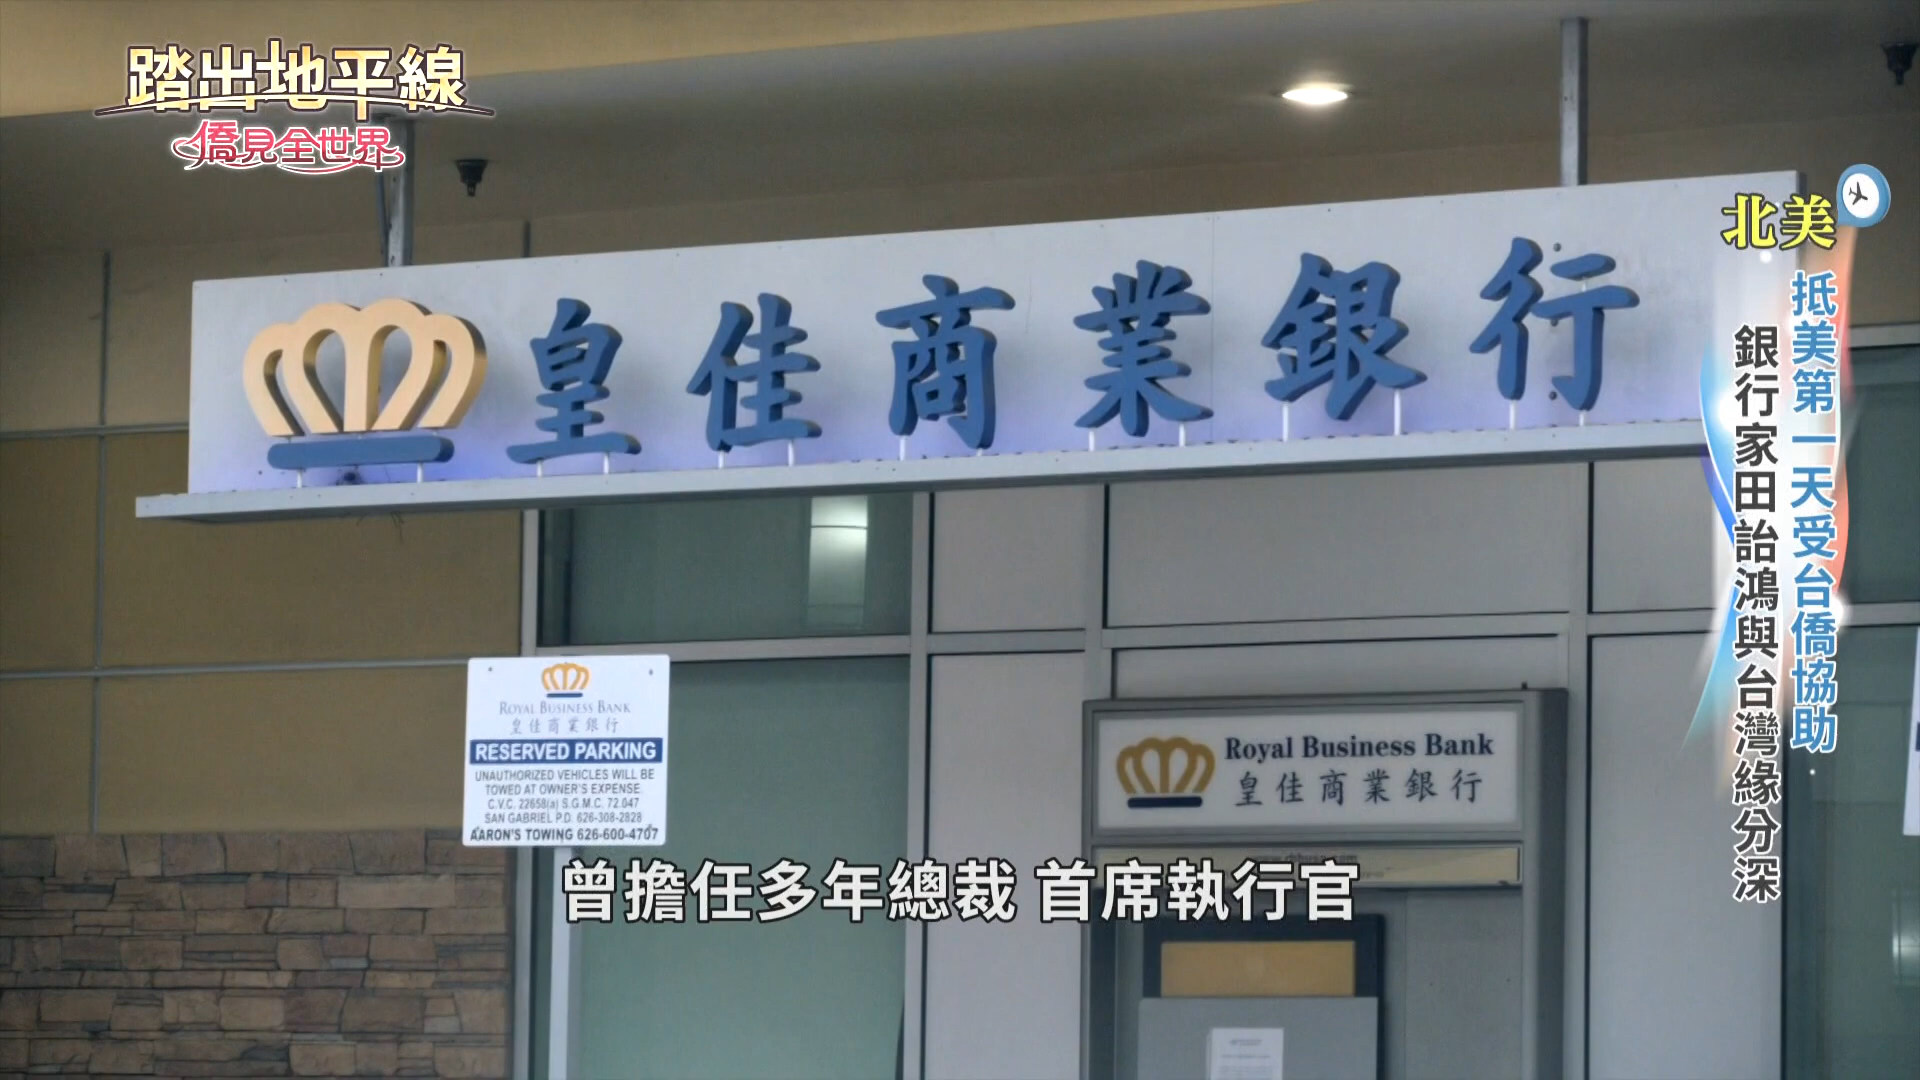 踏出地平線
僑見全世界
北美
抵美第一天受台僑協助
銀行家田詒鴻與台灣緣分深
皇佳商業銀行
ROYAL BUSINESS BANK
皇佳商業銀行
RESERVED PARKING
UNAUTHORIZED VEHICLES WILL BE
TOWED AT OWNER'S EXPENSE.
C.V.C. 22658(a) S.G.M.C. 72.047
SAN GABRIEL P.D. 626-308-2828
AARON'S TOWING 626-600-4707
Royal Business Bank
皇佳商業銀行
曾擔任多年總裁 首席執行官